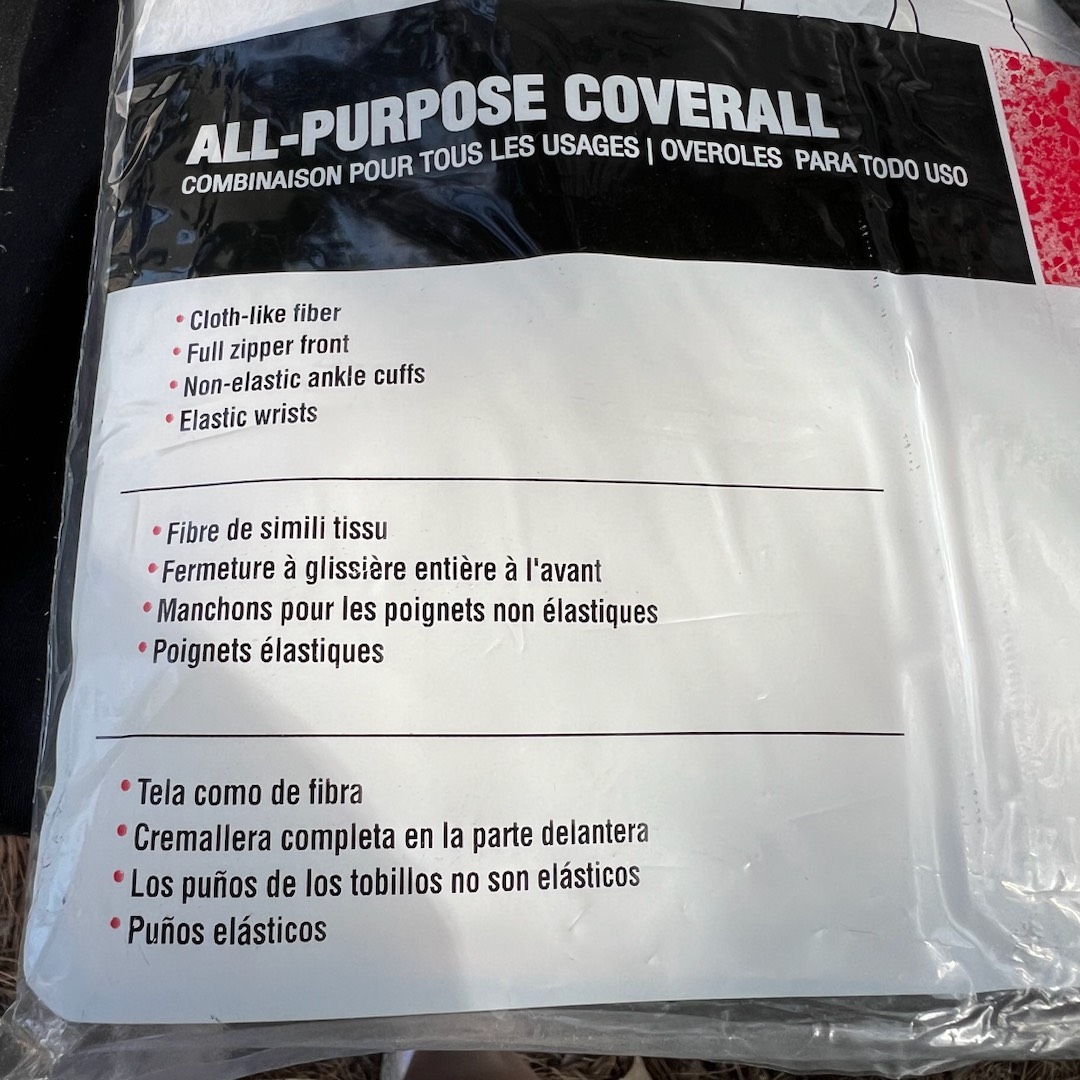 ALL-PURPOSE COVERALL
COMBINAISON POUR TOUS LES USAGES | OVEROLES PARA TODO USO
• Cloth-like fiber
• Full zipper front
• Non-elastic ankle cuffs
• Elastic wrists
• Fibre de simili tissu
• Fermeture à glissière entière à l'avant
• Manchons pour les poignets non élastiques
• Poignets élastiques
• Tela como de fibra
• Cremallera completa en la parte delantera
• Los puños de los tobillos no son elásticos
• Puños elásticos